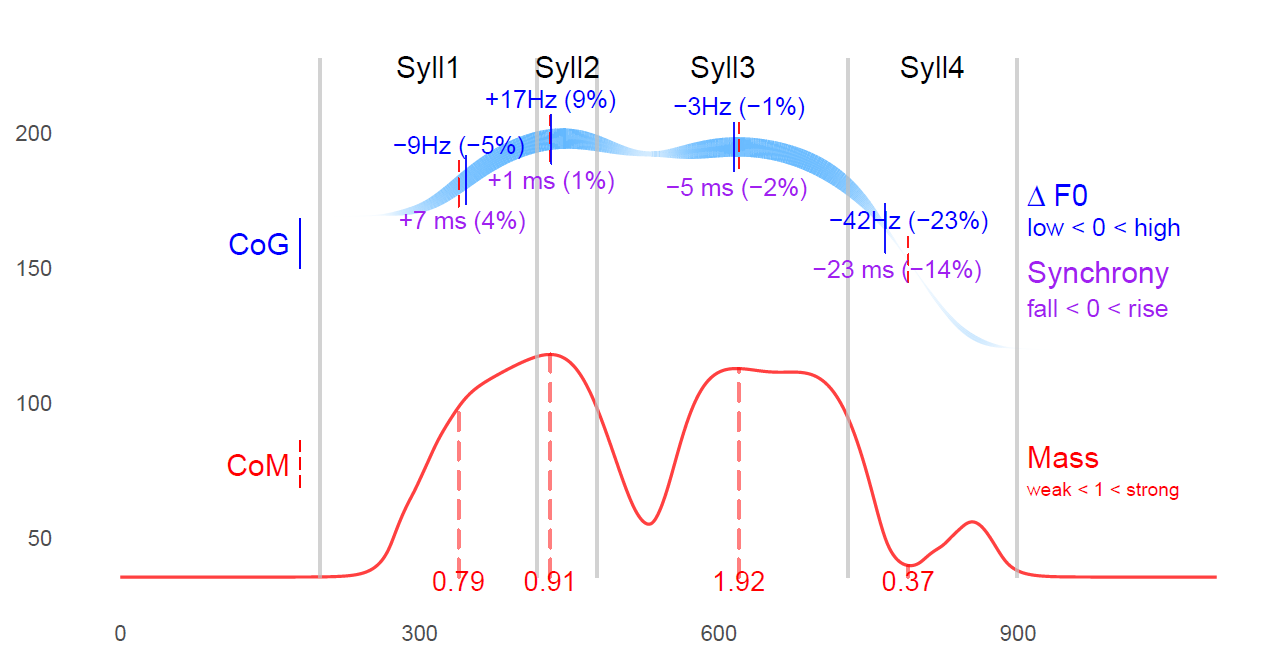 Syll1 Syll2 Syll3 Syll4
+17Hz (9%)
−3Hz (−1%)
200
−9Hz (−5%)
+1 ms (1%)
−5 ms (−2%)
Δ F0
+7 ms (4%)
−42Hz (−23%)
low < 0 < high
CoG
150
−23 ms (−14%)
Synchrony
fall < 0 < rise
100
Mass
CoM
weak < 1 < strong
50
0.79 0.91 1.92 0.37
0 300 600 900